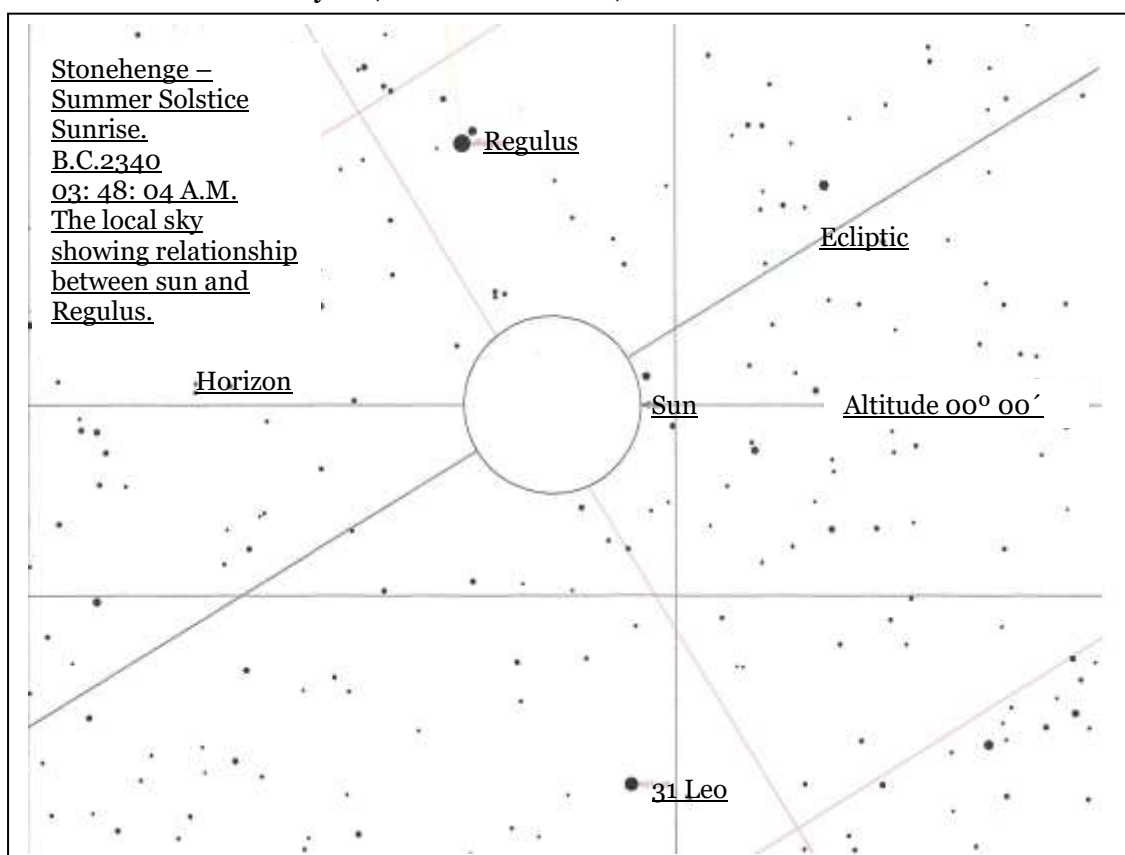 Stonehenge –
Summer Solstice
Sunrise.
B.C.2340
03: 48: 04 A.M.
The local sky
showing relationship
between sun and
Regulus.
Regulus
Ecliptic
Horizon
Sun
Altitude 00º 00´
31 Leo